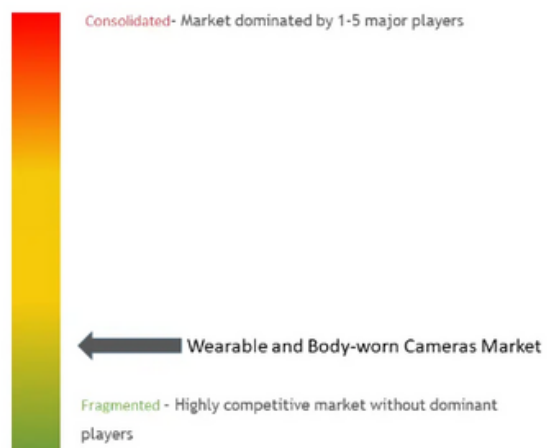 Consolidated- Market dominated by 1-5 major players
Wearable and Body-worn Cameras Market
Fragmented - Highly competitive market without dominant
players